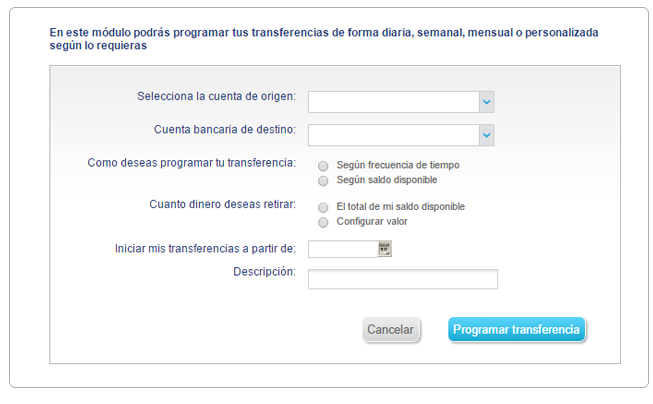 En este módulo podrás programar tus transferencias de forma diaria, semanal, mensual o personalizada
según lo requieras
Selecciona la cuenta de origen:
Cuenta bancaria de destino:
Como deseas programar tu transferencia:
Según frecuencia de tiempo
Según saldo disponible
Cuanto dinero deseas retirar:
El total de mi saldo disponible
Configurar valor
Iniciar mis transferencias a partir de:
Descripción:
Cancelar
Programar transferencia